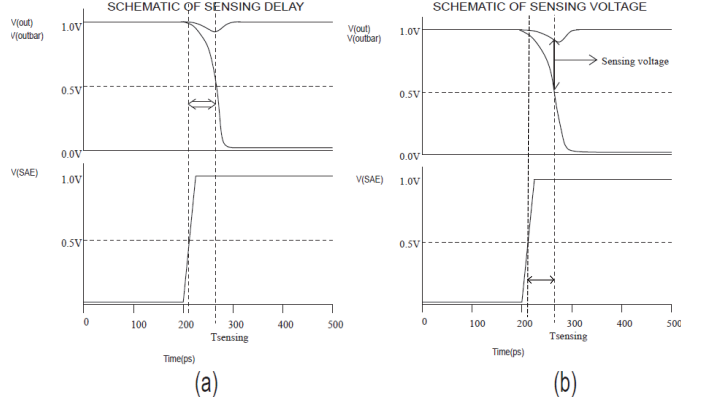 SCHEMATIC OF SENSING DELAY
V(out)
V(outbar)
1.0V
0.5V
0.0V
V(SAE)
1.0V
0.5V
0 100 200 300 400 500
Tsensing
Time(ps)
(a)
SCHEMATIC OF SENSING VOLTAGE
V(out)
V(outbar)
1.0V
Sensing voltage
0.5V
0.0V
V(SAE)
1.0V
0.5V
0 100 200 300 400 500
Tsensing
Time(ps)
(b)